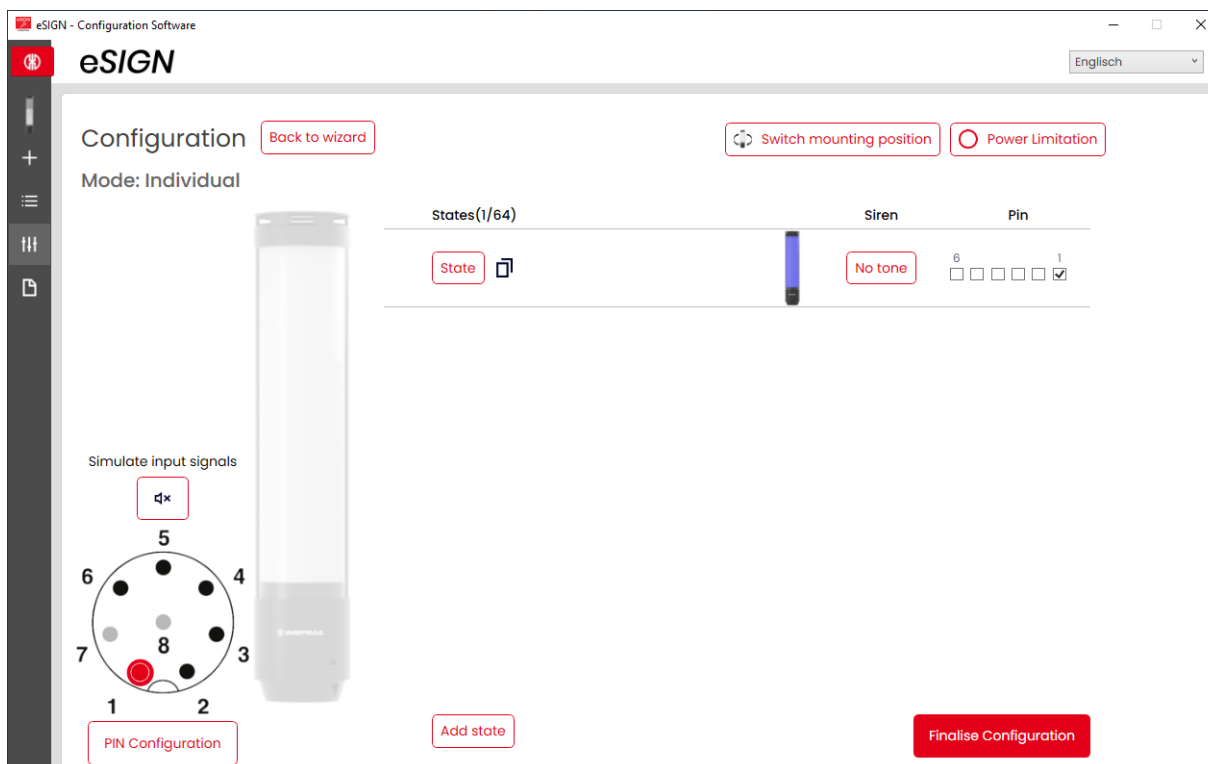 eSIGN - Configuration Software
eSIGN
Englisch
Configuration
Back to wizard
Switch mounting position
Power Limitation
Mode: Individual
States(1/64)
Siren
Pin
State
No tone
6
1
Simulate input signals
5
6
4
8
7
3
1
2
WERMA
PIN Configuration
Add state
Finalise Configuration